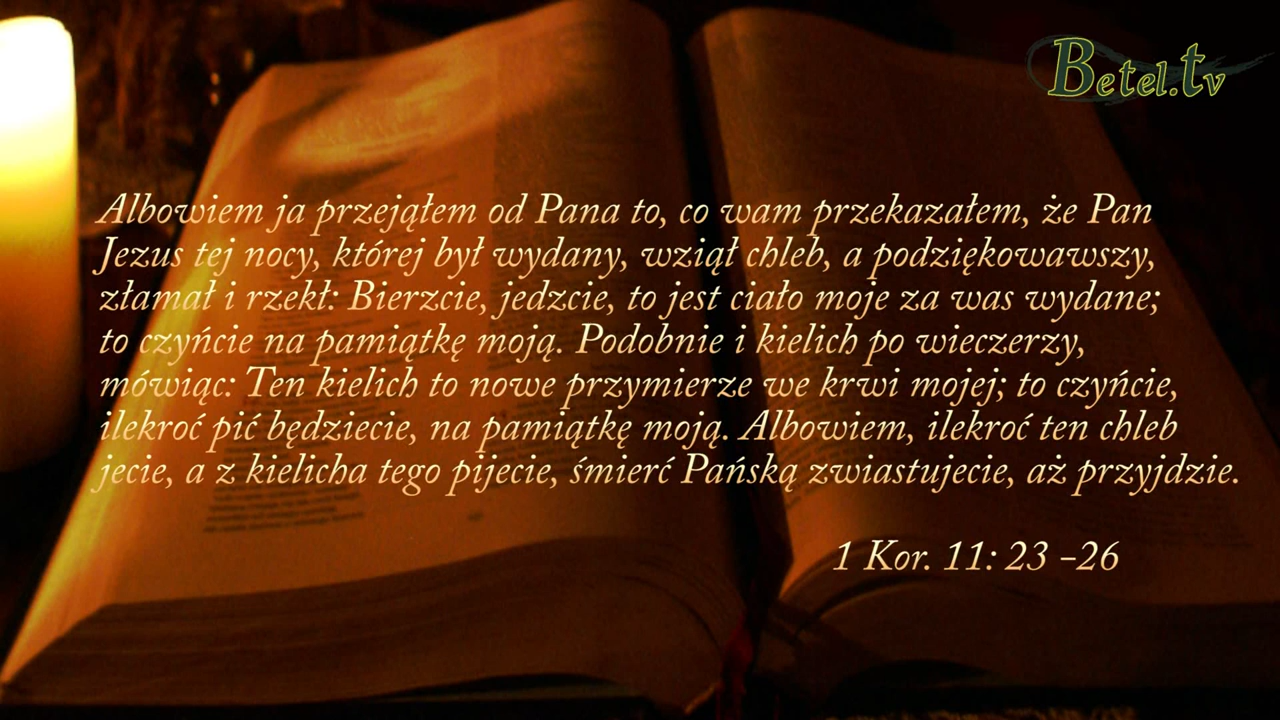 Betel.tv
Albowiem ja przejąłem od Pana to, co wam przekazałem, że Pan
Jezus tej nocy, której był wydany, wziął chleb, a podziękowawszy,
złamał i rzekł: Bierzcie, jedzcie, to jest ciało moje za was wydane;
to czyńcie na pamiątkę moją. Podobnie i kielich po wieczerzy,
mówiąc: Ten kielich to nowe przymierze we krwi mojej; to czyńcie,
ilekroć pić będziecie, na pamiątkę moją. Albowiem, ilekroć ten chleb
jecie, a z kielicha tego pijecie, śmierć Pańską zwiastujecie, aż przyjdzie.
1 Kor. 11: 23 -26